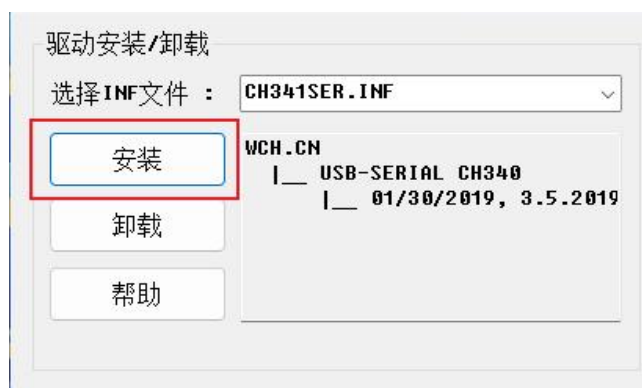 驱动安装/卸载
选择INF文件 : CH341SER.INF
安装
WCH.CN
|__ USB-SERIAL CH340
|__ 01/30/2019, 3.5.2019
卸载
帮助